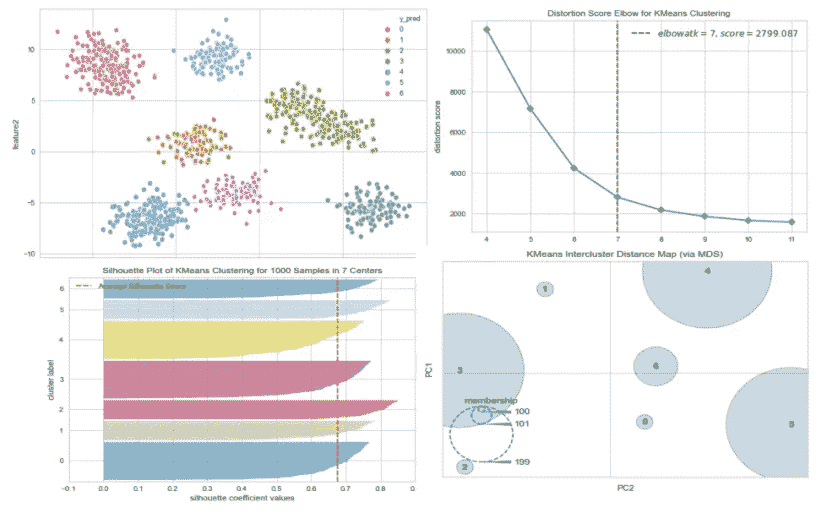 y_pred
0
1
2
3
4
5
6
10
5
0
−5
−10
feature2
Distortion Score Elbow for KMeans Clustering
elbowatk = 7, score = 2799.087
distortion score
10000
8000
6000
4000
2000
4 5 6 7 8 9 10 11
Silhouette Plot of KMeans Clustering for 1000 Samples in 7 Centers
Average Silhouette Score
cluster label
6
5
4
3
2
1
0
−0.1 0.0 0.1 0.2 0.3 0.4 0.5 0.6 0.7 0.8 0.
silhouette coefficient values
KMeans Intercluster Distance Map (via MDS)
PC1
4
1
3
6
5
2
membership
100
101
199
PC2